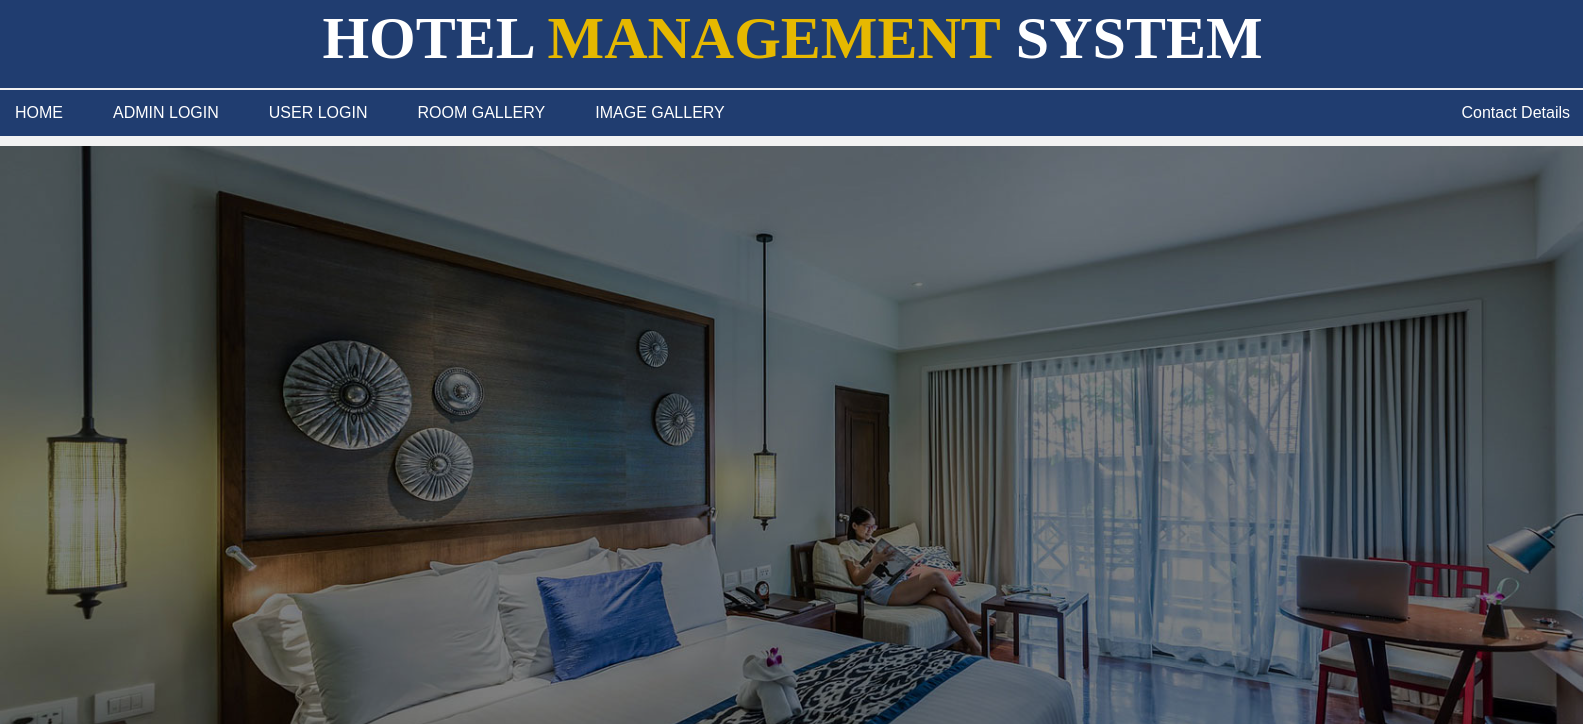 HOTEL MANAGEMENT SYSTEM
HOME ADMIN LOGIN USER LOGIN ROOM GALLERY IMAGE GALLERY Contact Details